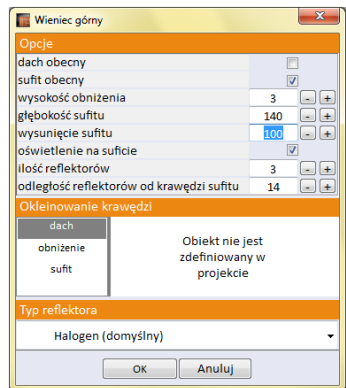 Wieniec górny
Opcje
dach obecny
sufit obecny
wysokość obniżenia 3 - +
głębokość sufitu 140 - +
wysunięcie sufitu 100 - +
oświetlenie na suficie
ilość reflektorów 3 - +
odległość reflektorów od krawędzi sufitu 14 - +
Okleinowanie krawędzi
dach
obniżenie
sufit
Obiekt nie jest
zdefiniowany w
projekcie
Typ reflektora
Halogen (domyślny)
OK Anuluj